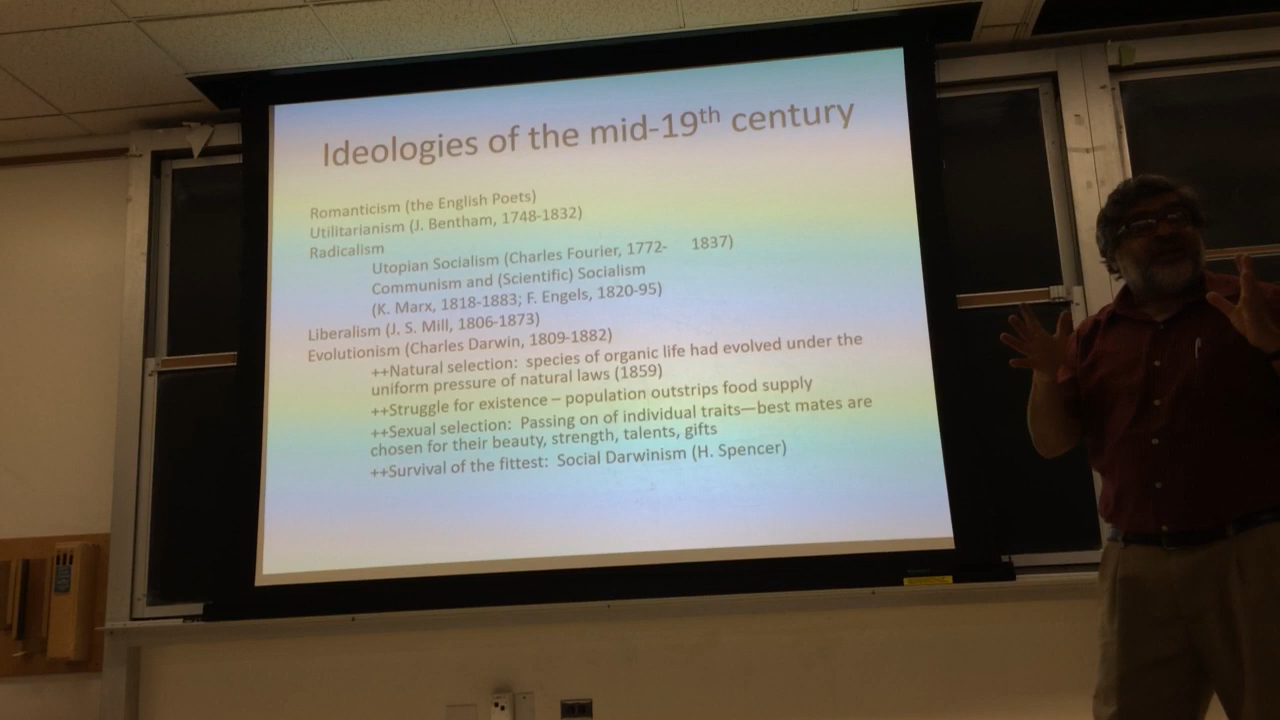 Ideologies of the mid-19th century
Romanticism (the English Poets)
Utilitarianism (J. Bentham, 1748-1832)
Radicalism
Utopian Socialism (Charles Fourier, 1772- 1837)
Communism and (Scientific) Socialism
(K. Marx, 1818-1883; F. Engels, 1820-95)
Liberalism (J. S. Mill, 1806-1873)
Evolutionism (Charles Darwin, 1809-1882)
++Natural selection: species of organic life had evolved under the
uniform pressure of natural laws (1859)
++Struggle for existence – population outstrips food supply
++Sexual selection: Passing on of individual traits—best mates are
chosen for their beauty, strength, talents, gifts
++Survival of the fittest: Social Darwinism (H. Spencer)